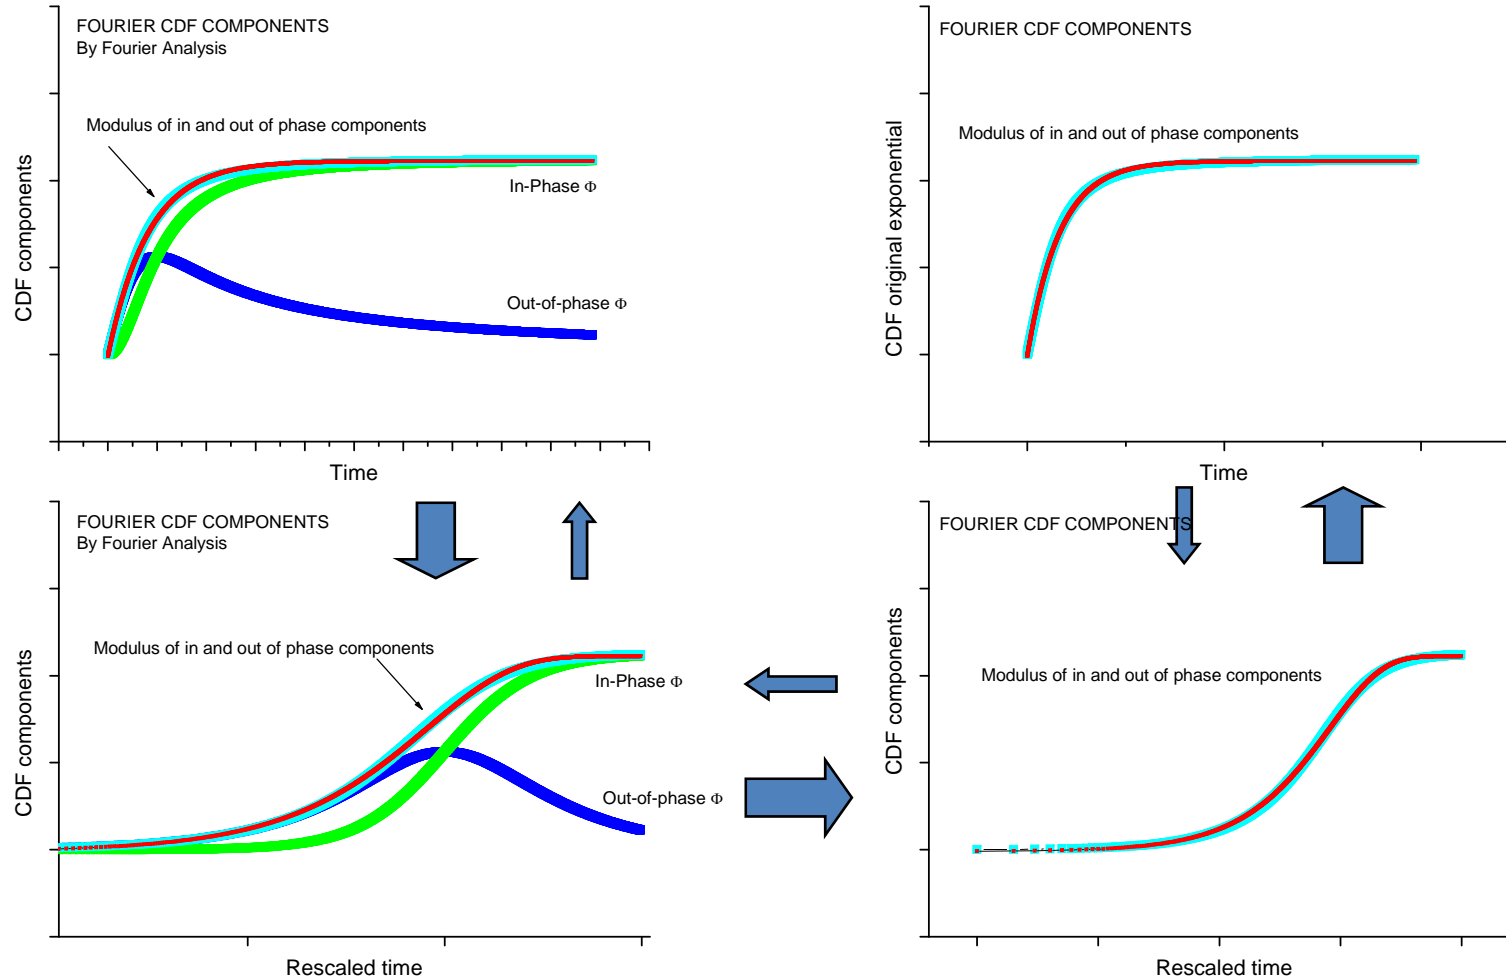 FOURIER CDF COMPONENTS
By Fourier Analysis
Modulus of in and out of phase components
In-Phase Φ
Out-of-phase Φ
CDF components
Time
FOURIER CDF COMPONENTS
Modulus of in and out of phase components
CDF original exponential
Time
FOURIER CDF COMPONENTS
By Fourier Analysis
Modulus of in and out of phase components
In-Phase Φ
Out-of-phase Φ
CDF components
Rescaled time
FOURIER CDF COMPONENTS
Modulus of in and out of phase components
CDF components
Rescaled time